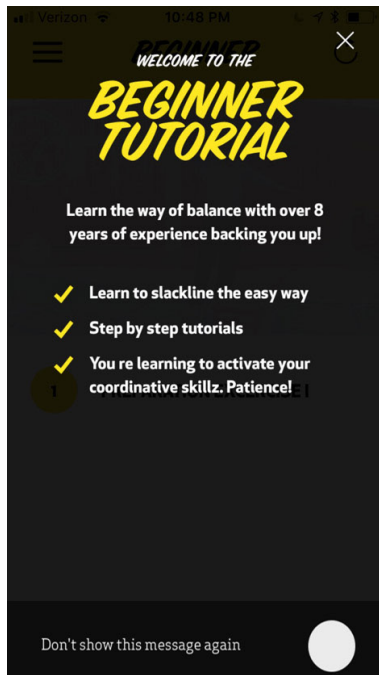 Verizon 10:48 PM
BEGINNER
WELCOME TO THE
BEGINNER
TUTORIAL
Learn the way of balance with over 8
years of experience backing you up!
Learn to slackline the easy way
Step by step tutorials
You re learning to activate your
coordinative skillz. Patience!
1
Don't show this message again